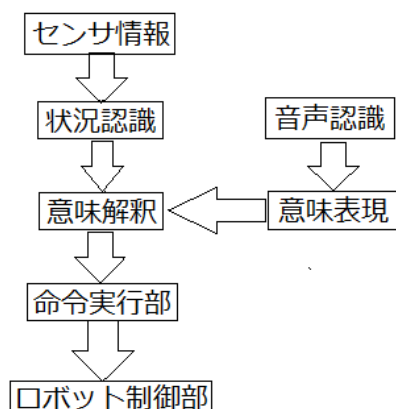 センサ情報
状況認識
音声認識
意味解釈
意味表現
命令実行部
ロボット制御部